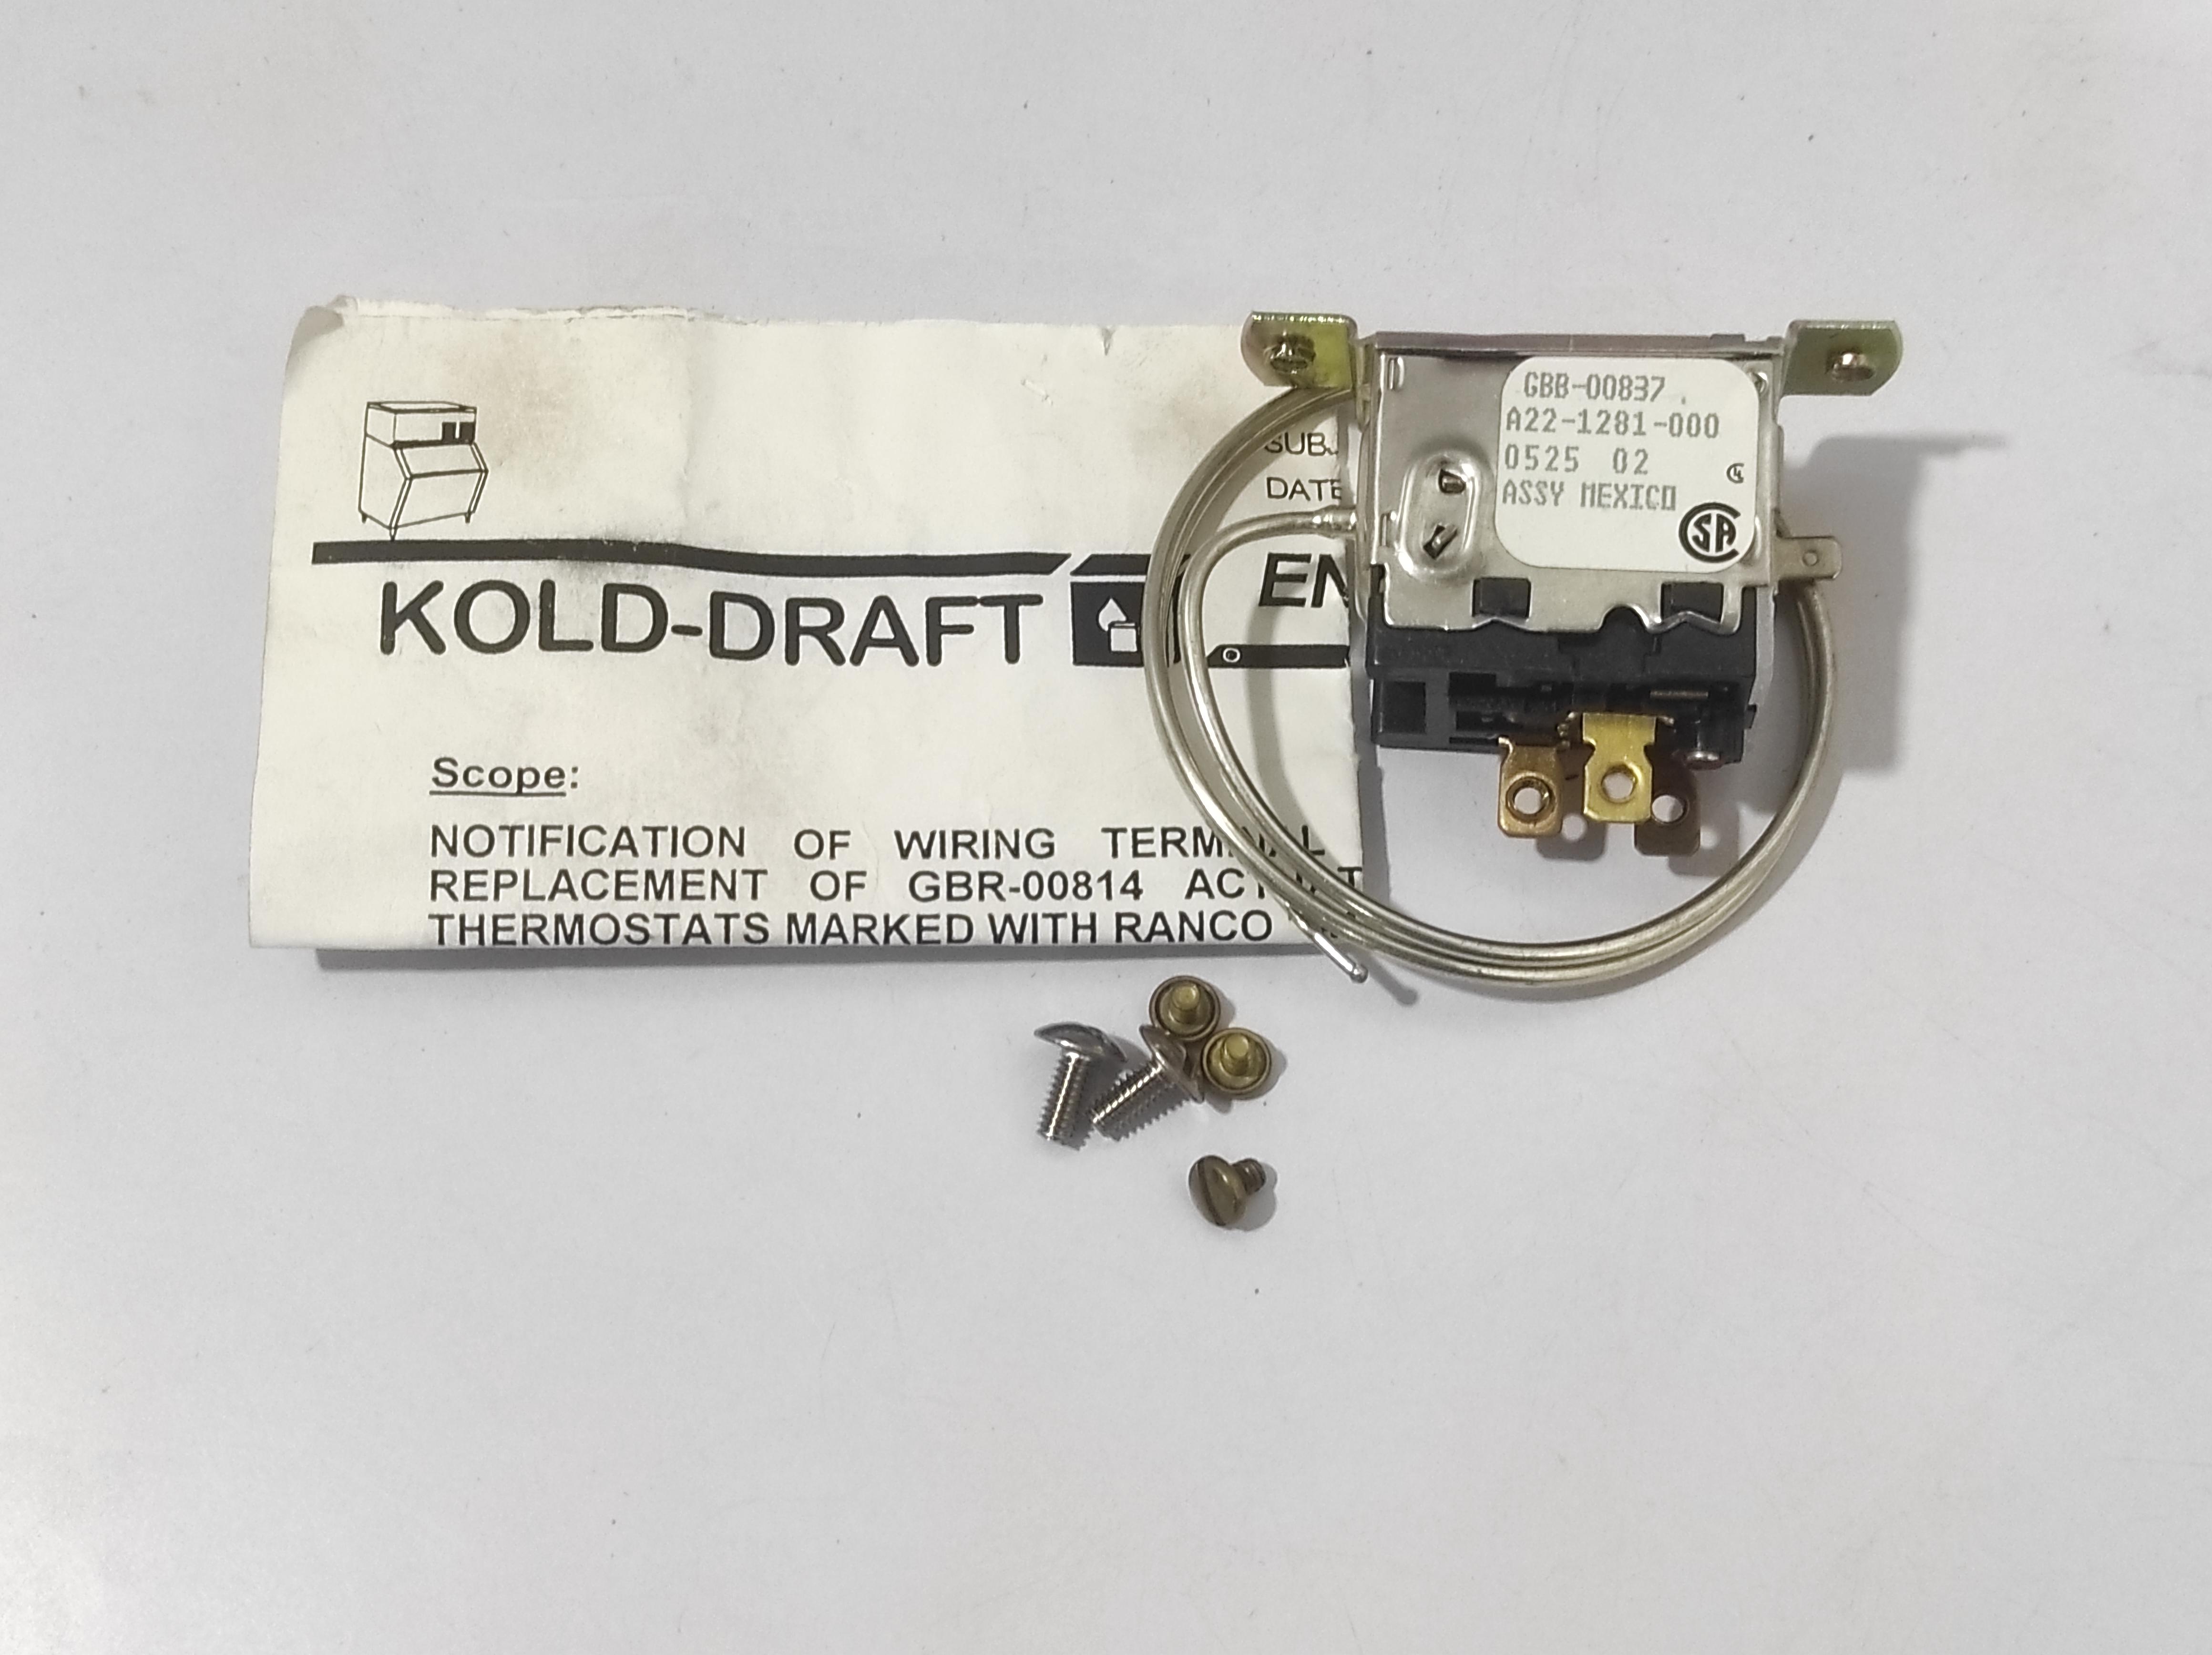 SUBJ
DATE
KOLD-DRAFT
EN
Scope:
NOTIFICATION OF WIRING
REPLACEMENT OF GBR-00814
THERMOSTATS MARKED WITH RANCO
GBB-00837
A22-1281-000
0525 02
ASSY MEXICO
SA